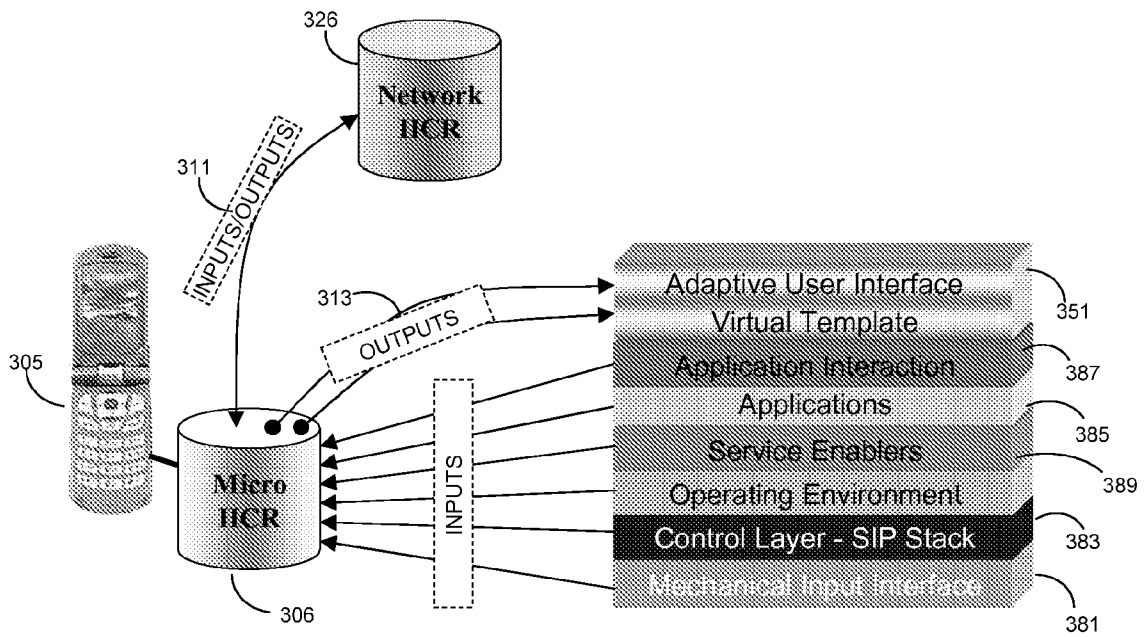 326
Network
HCR
311
INPUTS/OUTPUTS
313
OUTPUTS
305
Micro
HCR
306
INPUTS
Adaptive User Interface
351
Virtual Template
Application Interaction
387
Applications
385
Service Enablers
389
Operating Environment
Control Layer - SIP Stack
383
Mechanical Input Interface
381